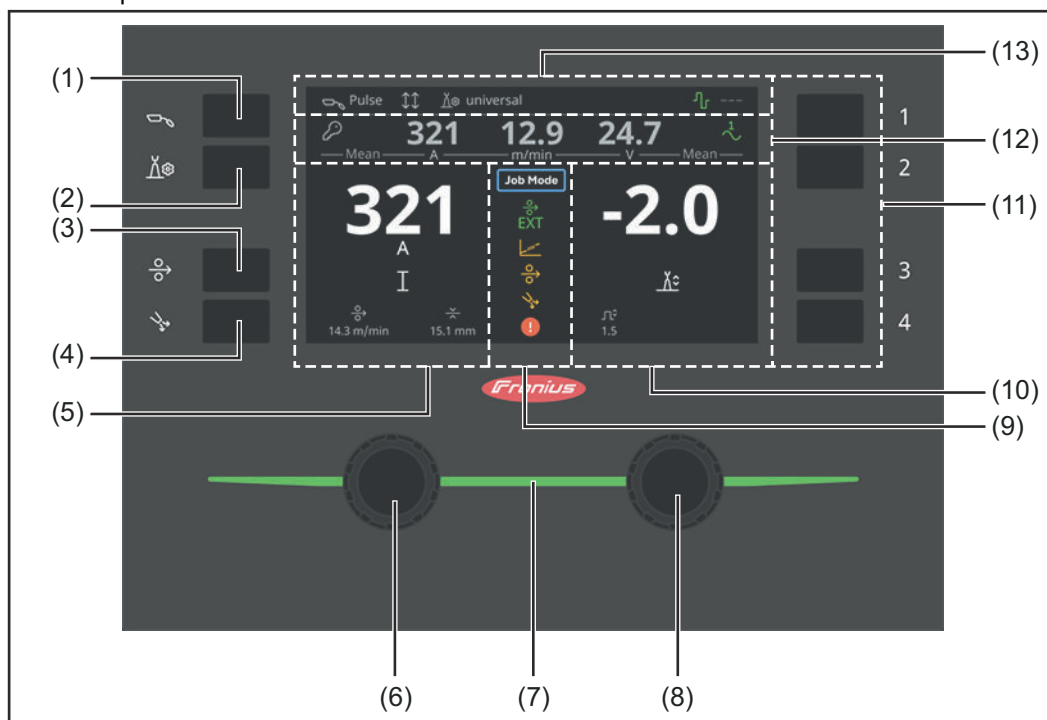 (13)
(1)
Pulse universal ---
1
(12)
321 12.9 24.7 1
Mean A m/min V Mean
2
(2)
Job Mode
(11)
321 -2.0
(3)
EXT
A
3
14.3 m/min 15.1 mm ! 1.5
4
(4)
(10)
(5)
Fronius
(9)
(6) (7) (8)